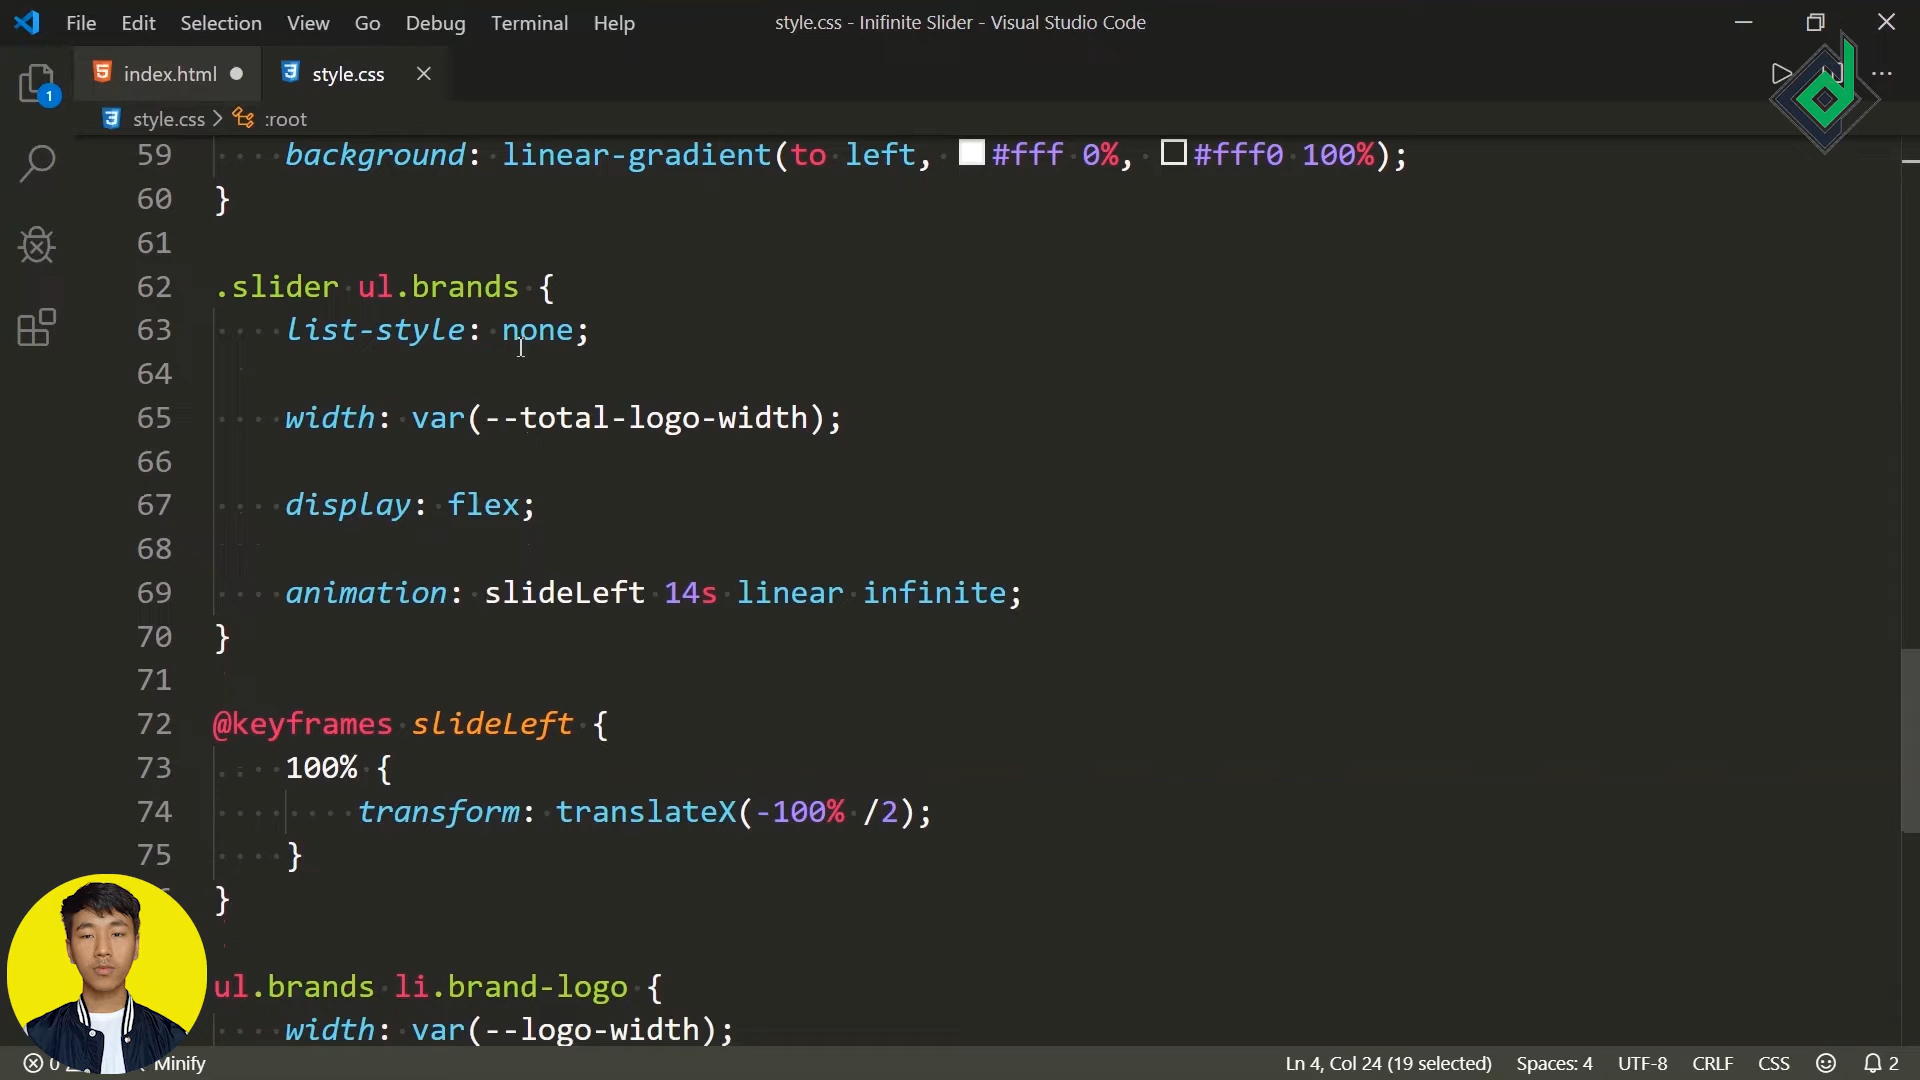 File Edit Selection View Go Debug Terminal Help style.css - Inifinite Slider - Visual Studio Code
index.html style.css
style.css > :root
1
59 background: linear-gradient(to left, #fff 0%, #fff0 100%);
60 }
61
62 .slider ul.brands {
63 list-style: none;
64
65 width: var(--total-logo-width);
66
67 display: flex;
68
69 animation: slideLeft 14s linear infinite;
70 }
71
72 @keyframes slideLeft {
73 100% {
74 transform: translateX(-100% /2);
75 }
}
ul.brands li.brand-logo {
width: var(--logo-width);
0 Minify Ln 4, Col 24 (19 selected) Spaces: 4 UTF-8 CRLF CSS 2